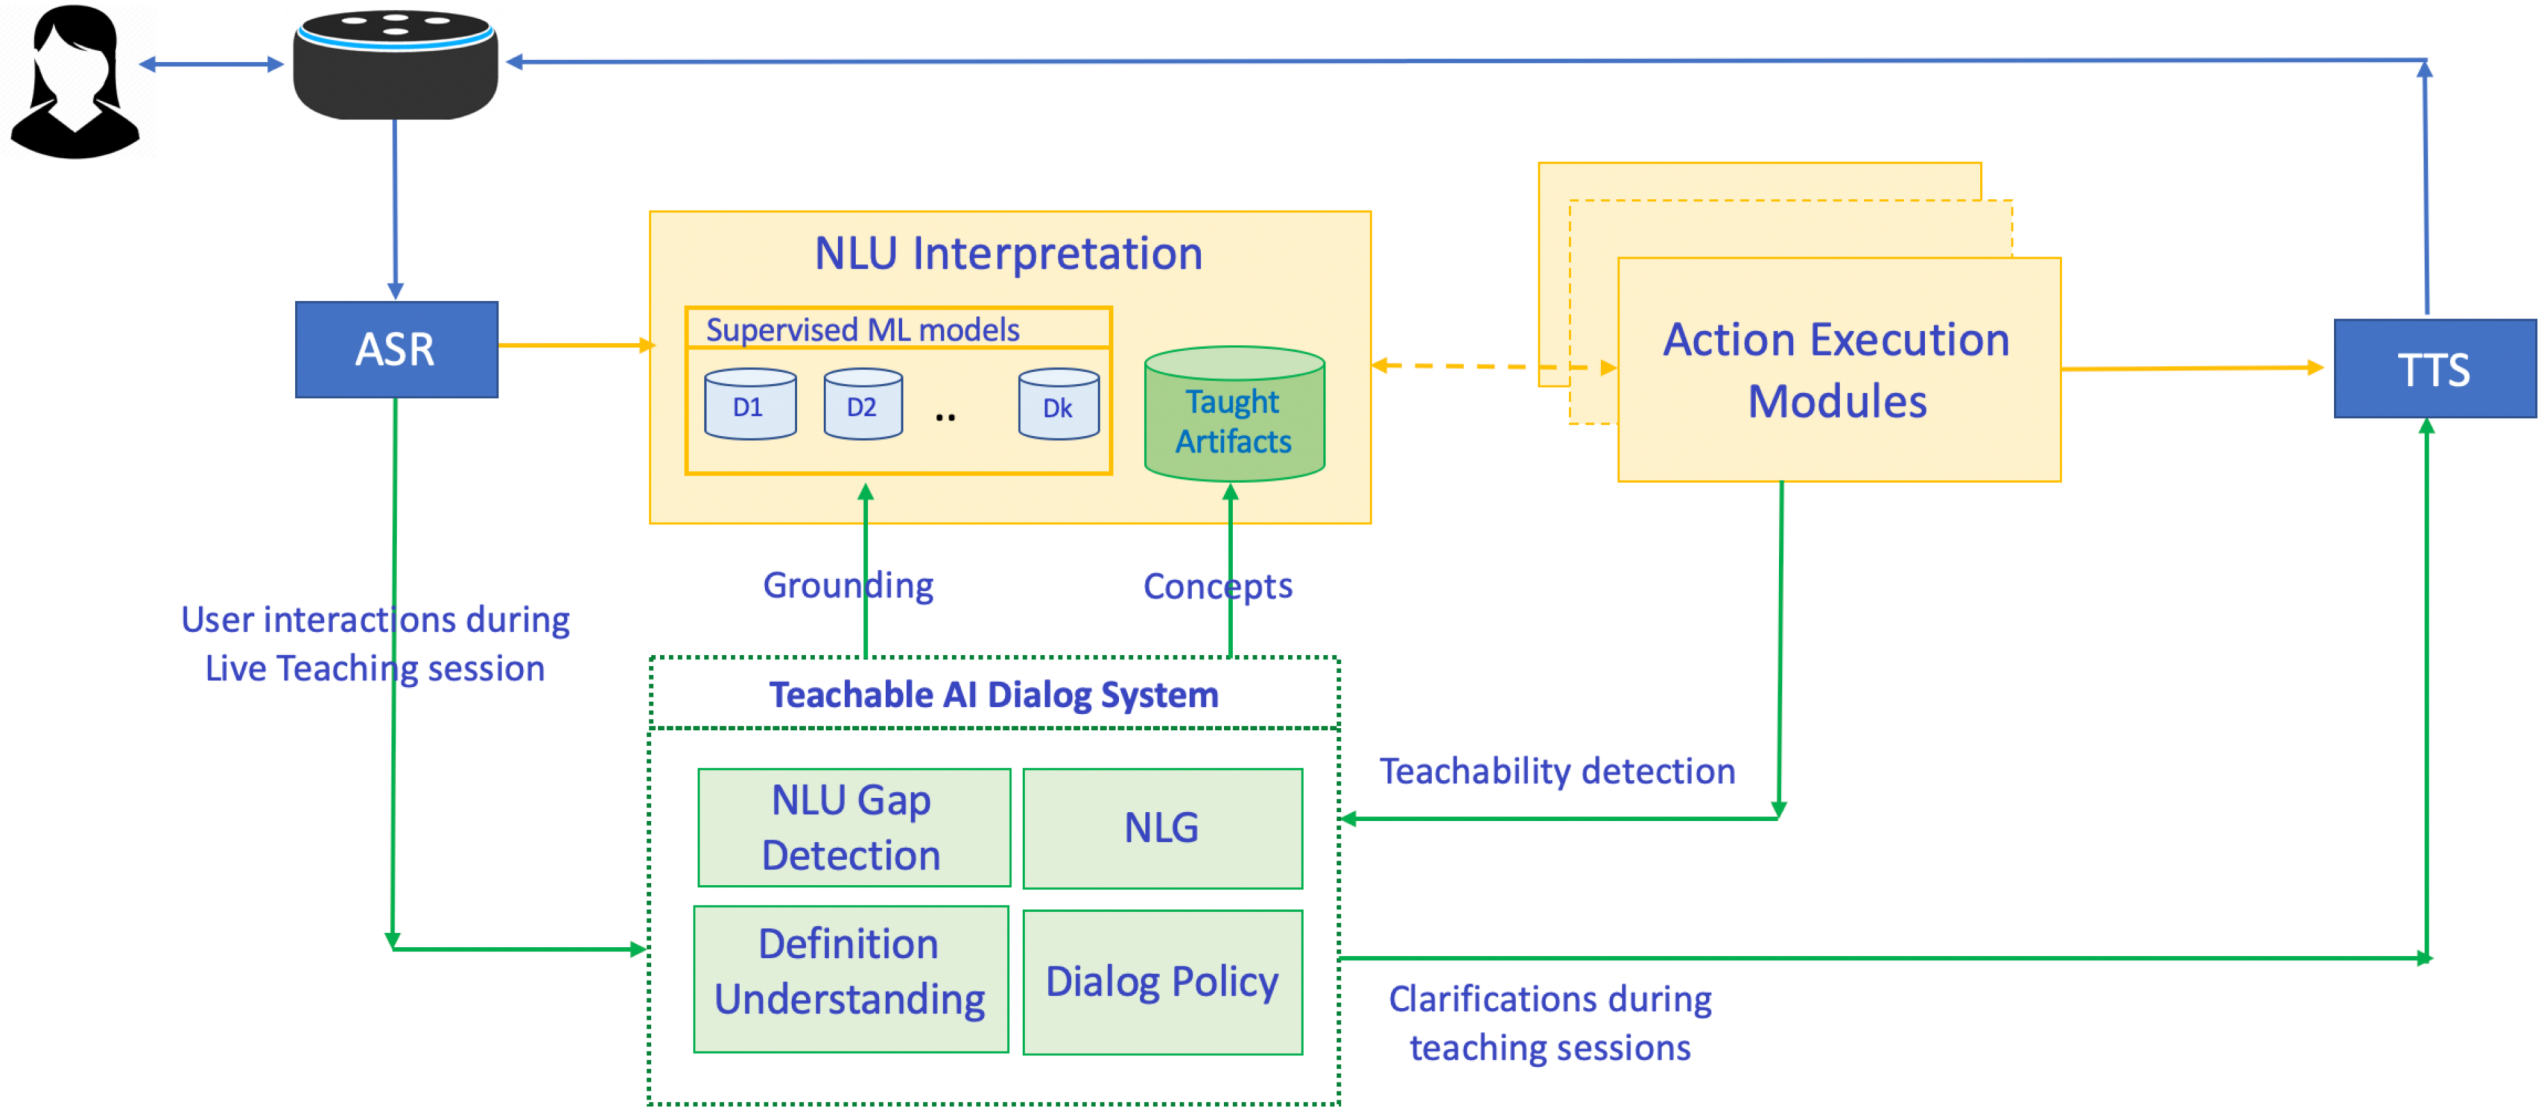 NLU Interpretation
Supervised ML models
D1
D2
..
Dk
Taught
Artifacts
ASR
Action Execution
Modules
TTS
Grounding
Concepts
User interactions during
Live Teaching session
Teachable AI Dialog System
NLU Gap
Detection
NLG
Definition
Understanding
Dialog Policy
Teachability detection
Clarifications during
teaching sessions